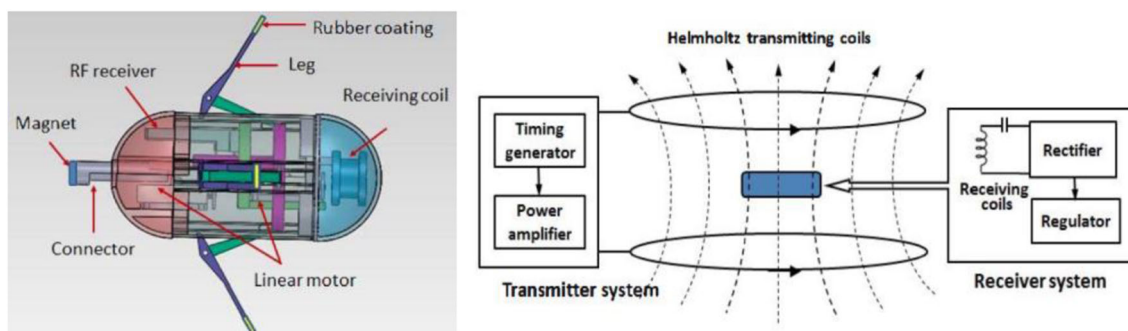 Rubber coating
Leg
RF receiver
Receiving coil
Magnet
Connector
Linear motor
Helmholtz transmitting coils
Timing
generator
Power
amplifier
Transmitter system
Rectifier
Receiving
coils
Regulator
Receiver system